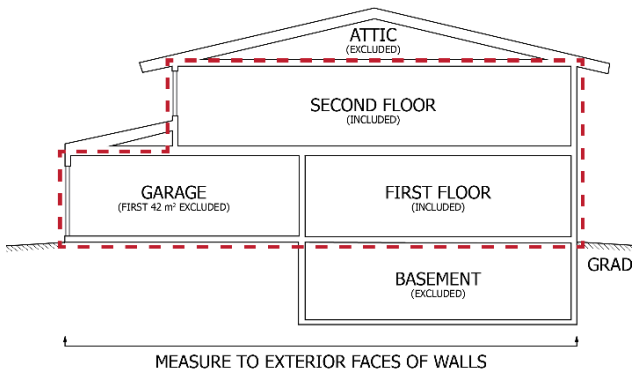 ATTIC
(EXCLUDED)
SECOND FLOOR
(INCLUDED)
GARAGE
(FIRST 42 m² EXCLUDED)
FIRST FLOOR
(INCLUDED)
GRAD
BASEMENT
(EXCLUDED)
MEASURE TO EXTERIOR FACES OF WALLS